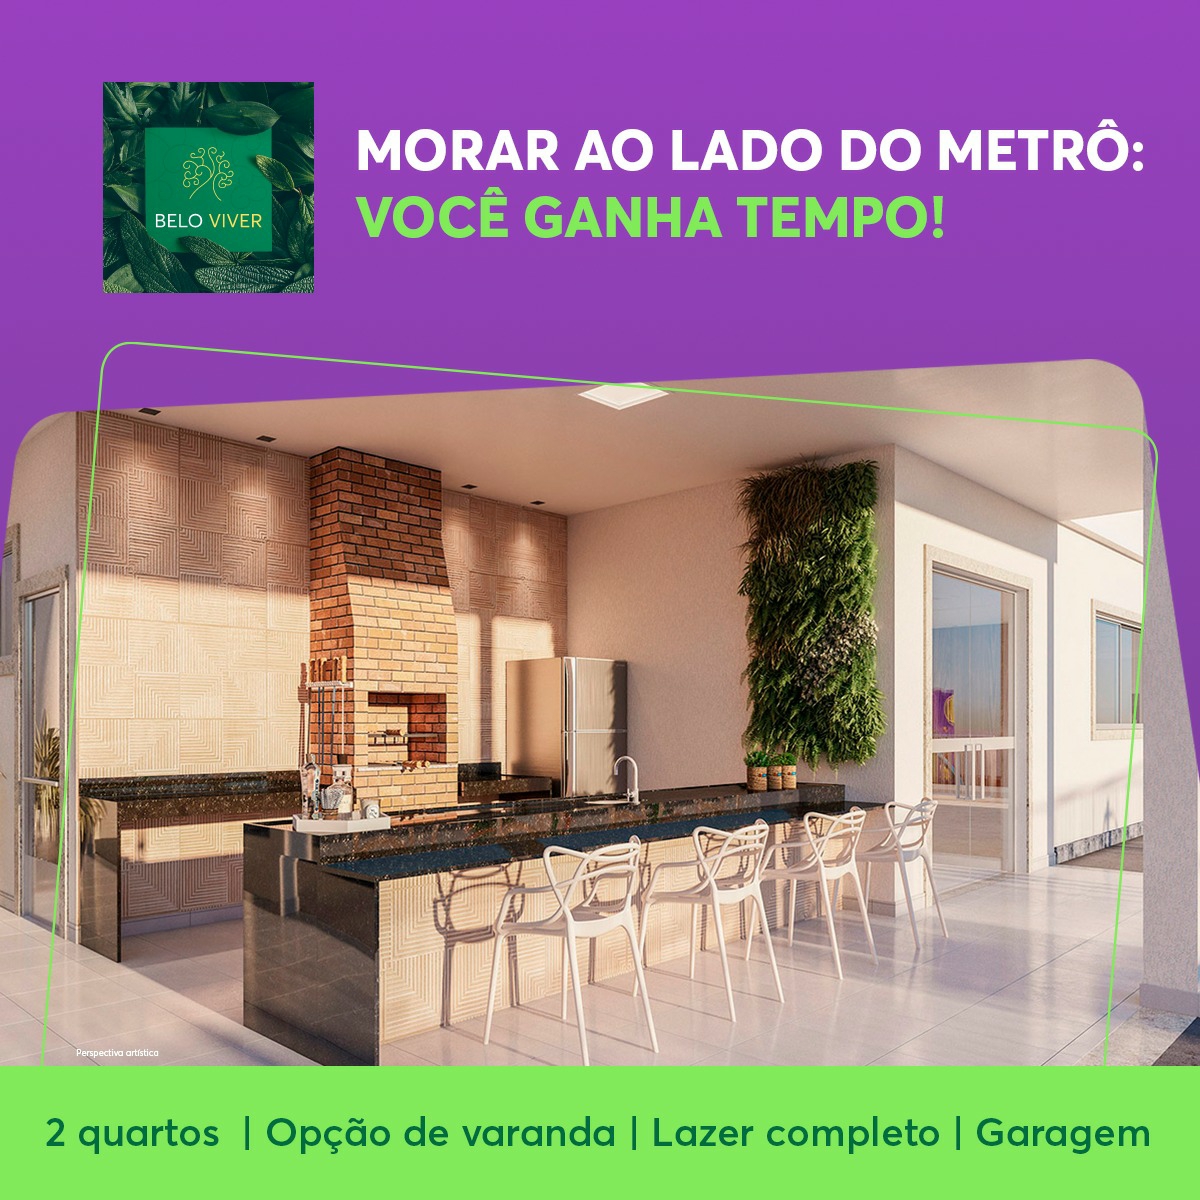 BELO VIVER
MORAR AO LADO DO METRÔ:
VOCÊ GANHA TEMPO!
Perspectiva artística
2 quartos | Opção de varanda | Lazer completo | Garagem